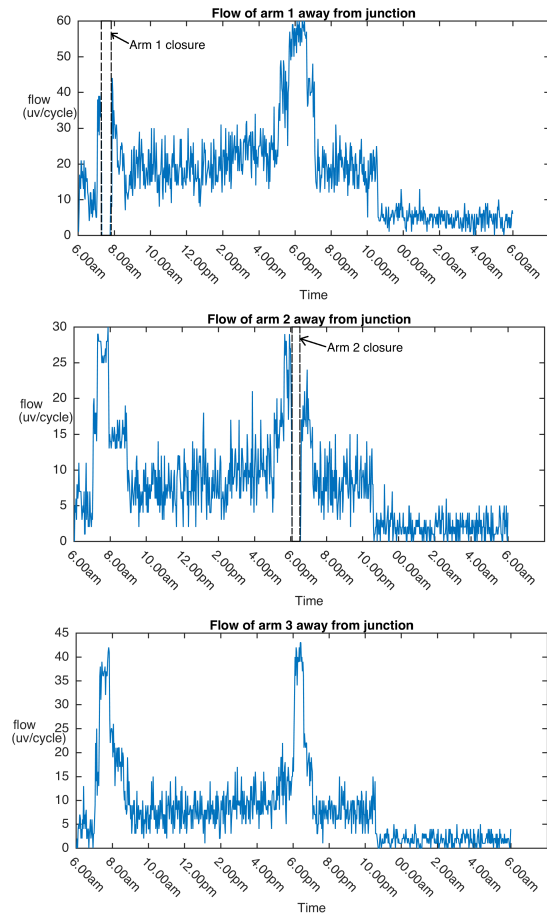 Flow of arm 1 away from junction
60
50
40
30
20
10
0
flow
(uv/cycle)
Arm 1 closure
6.00am
8.00am
10.00am
12.00pm
2.00pm
4.00pm
6.00pm
8.00pm
10.00pm
00.00am
2.00am
4.00am
6.00am
Time
Flow of arm 2 away from junction
30
25
20
15
10
5
0
flow
(uv/cycle)
Arm 2 closure
6.00am
8.00am
10.00am
12.00pm
2.00pm
4.00pm
6.00pm
8.00pm
10.00pm
00.00am
2.00am
4.00am
6.00am
Time
Flow of arm 3 away from junction
45
40
35
30
25
20
15
10
5
0
flow
(uv/cycle)
6.00am
8.00am
10.00am
12.00pm
2.00pm
4.00pm
6.00pm
8.00pm
10.00pm
00.00am
2.00am
4.00am
6.00am
Time